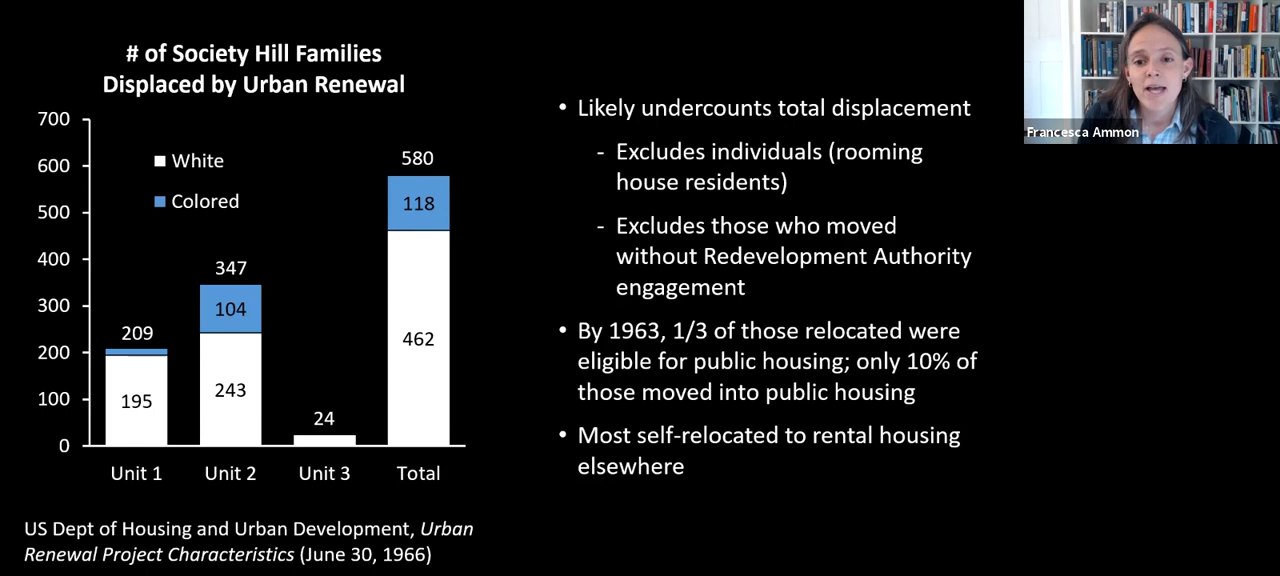 # of Society Hill Families
Displaced by Urban Renewal
700
600
500
400
300
200
100
0
White
Colored
209
195
347
104
243
24
580
118
462
Unit 1
Unit 2
Unit 3
Total
US Dept of Housing and Urban Development, Urban
Renewal Project Characteristics (June 30, 1966)
• Likely undercounts total displacement
- Excludes individuals (rooming
house residents)
- Excludes those who moved
without Redevelopment Authority
engagement
• By 1963, 1/3 of those relocated were
eligible for public housing; only 10% of
those moved into public housing
• Most self-relocated to rental housing
elsewhere
Francesca Ammon